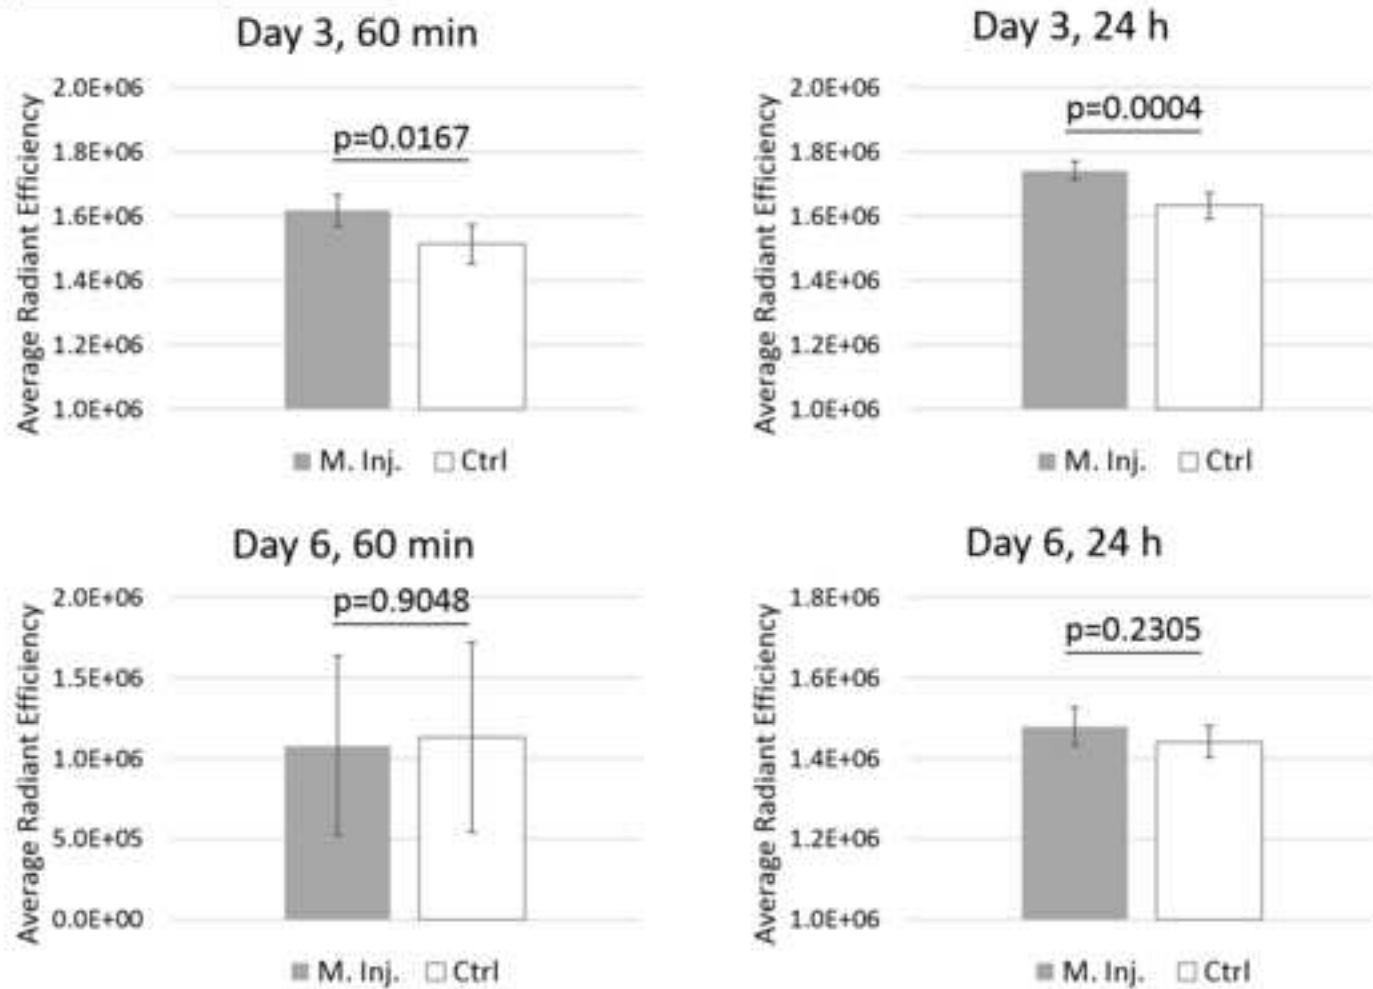 Day 3, 60 min
Average Radiant Efficiency
2.0E+06
1.8E+06
1.6E+06
1.4E+06
1.2E+06
1.0E+06
p=0.0167
M. Inj. Ctrl
Day 3, 24 h
Average Radiant Efficiency
2.0E+06
1.8E+06
1.6E+06
1.4E+06
1.2E+06
1.0E+06
p=0.0004
M. Inj. Ctrl
Day 6, 60 min
Average Radiant Efficiency
2.0E+06
1.5E+06
1.0E+06
5.0E+05
0.0E+00
p=0.9048
M. Inj. Ctrl
Day 6, 24 h
Average Radiant Efficiency
1.8E+06
1.6E+06
1.4E+06
1.2E+06
1.0E+06
p=0.2305
M. Inj. Ctrl